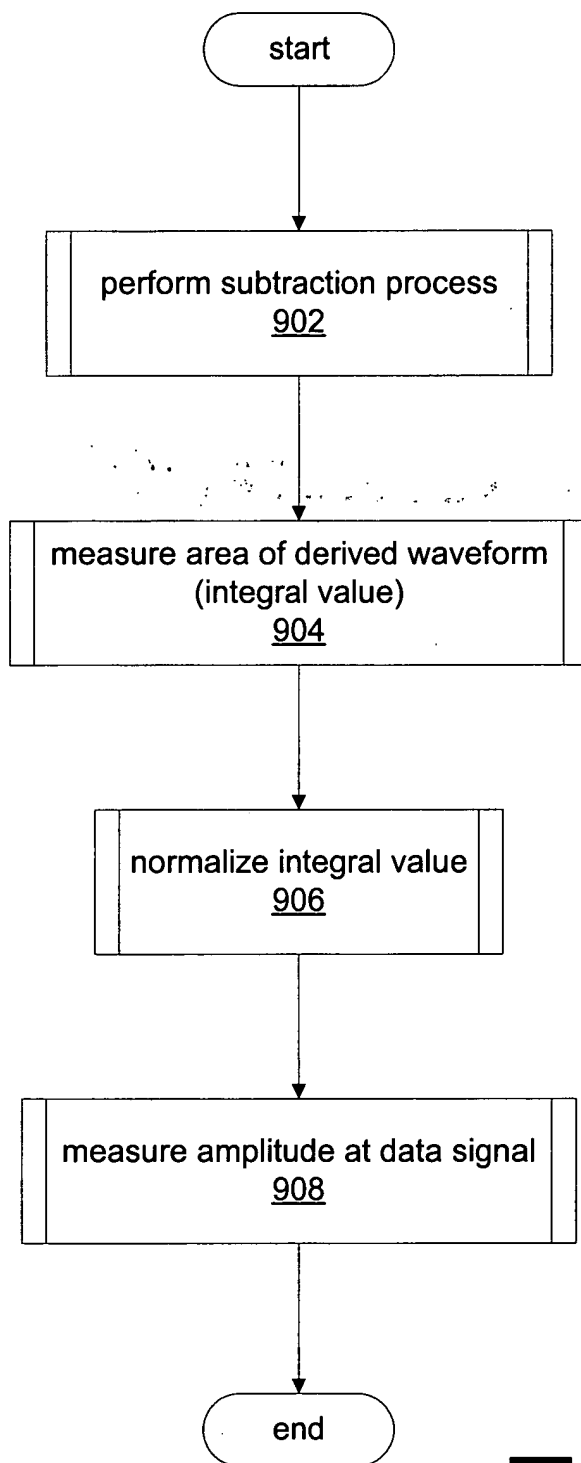 start
perform subtraction process
902
measure area of derived waveform
(integral value)
904
normalize integral value
906
measure amplitude at data signal
908
end